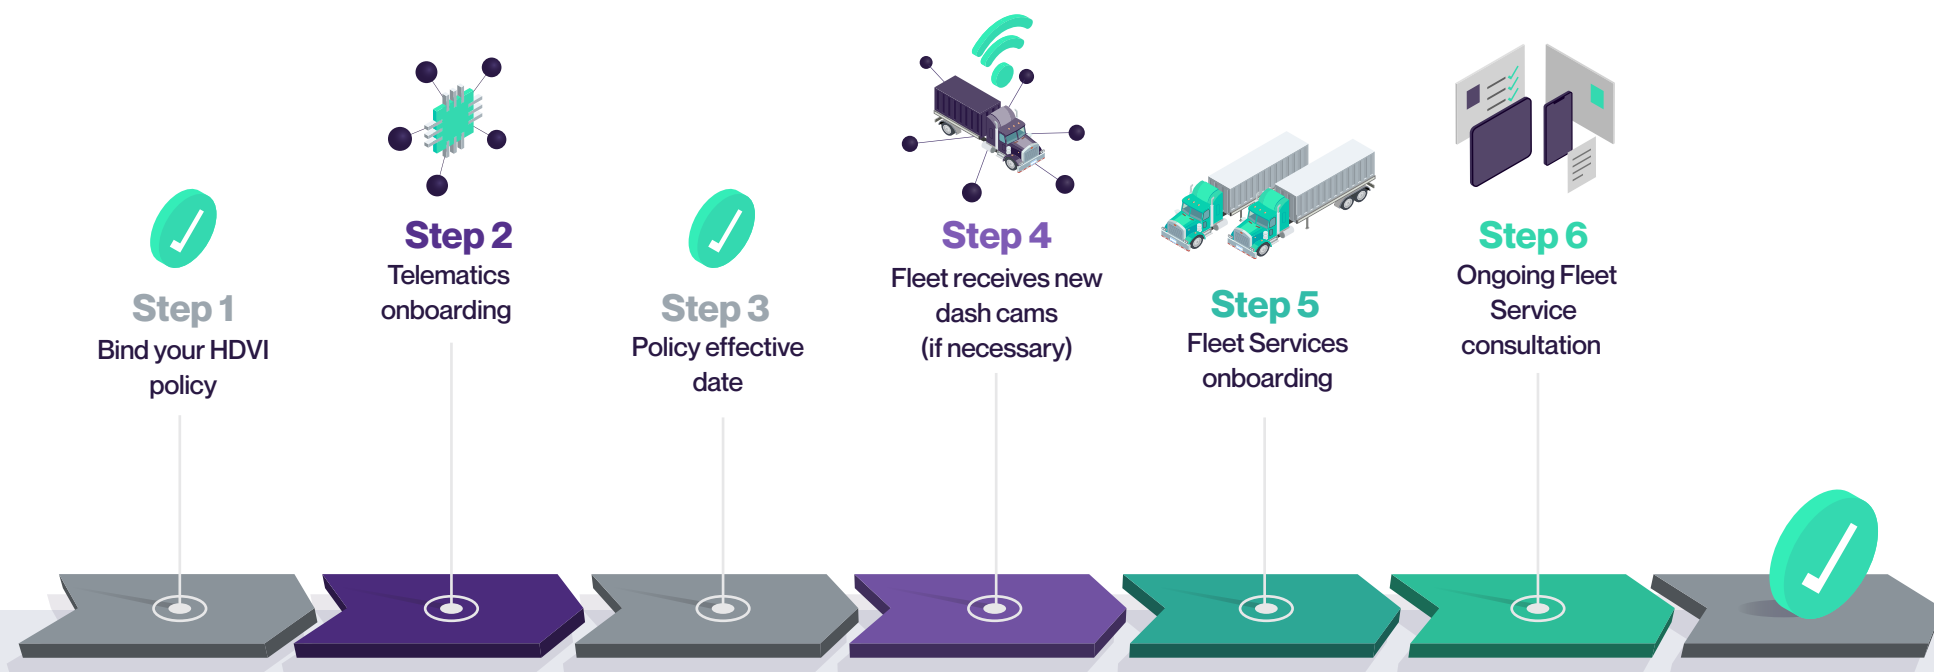 Step 1
Bind your HDVI
policy
Step 2
Telematics
onboarding
Step 3
Policy effective
date
Step 4
Fleet receives new
dash cams
(if necessary)
Step 5
Fleet Services
onboarding
Step 6
Ongoing Fleet
Service
consultation